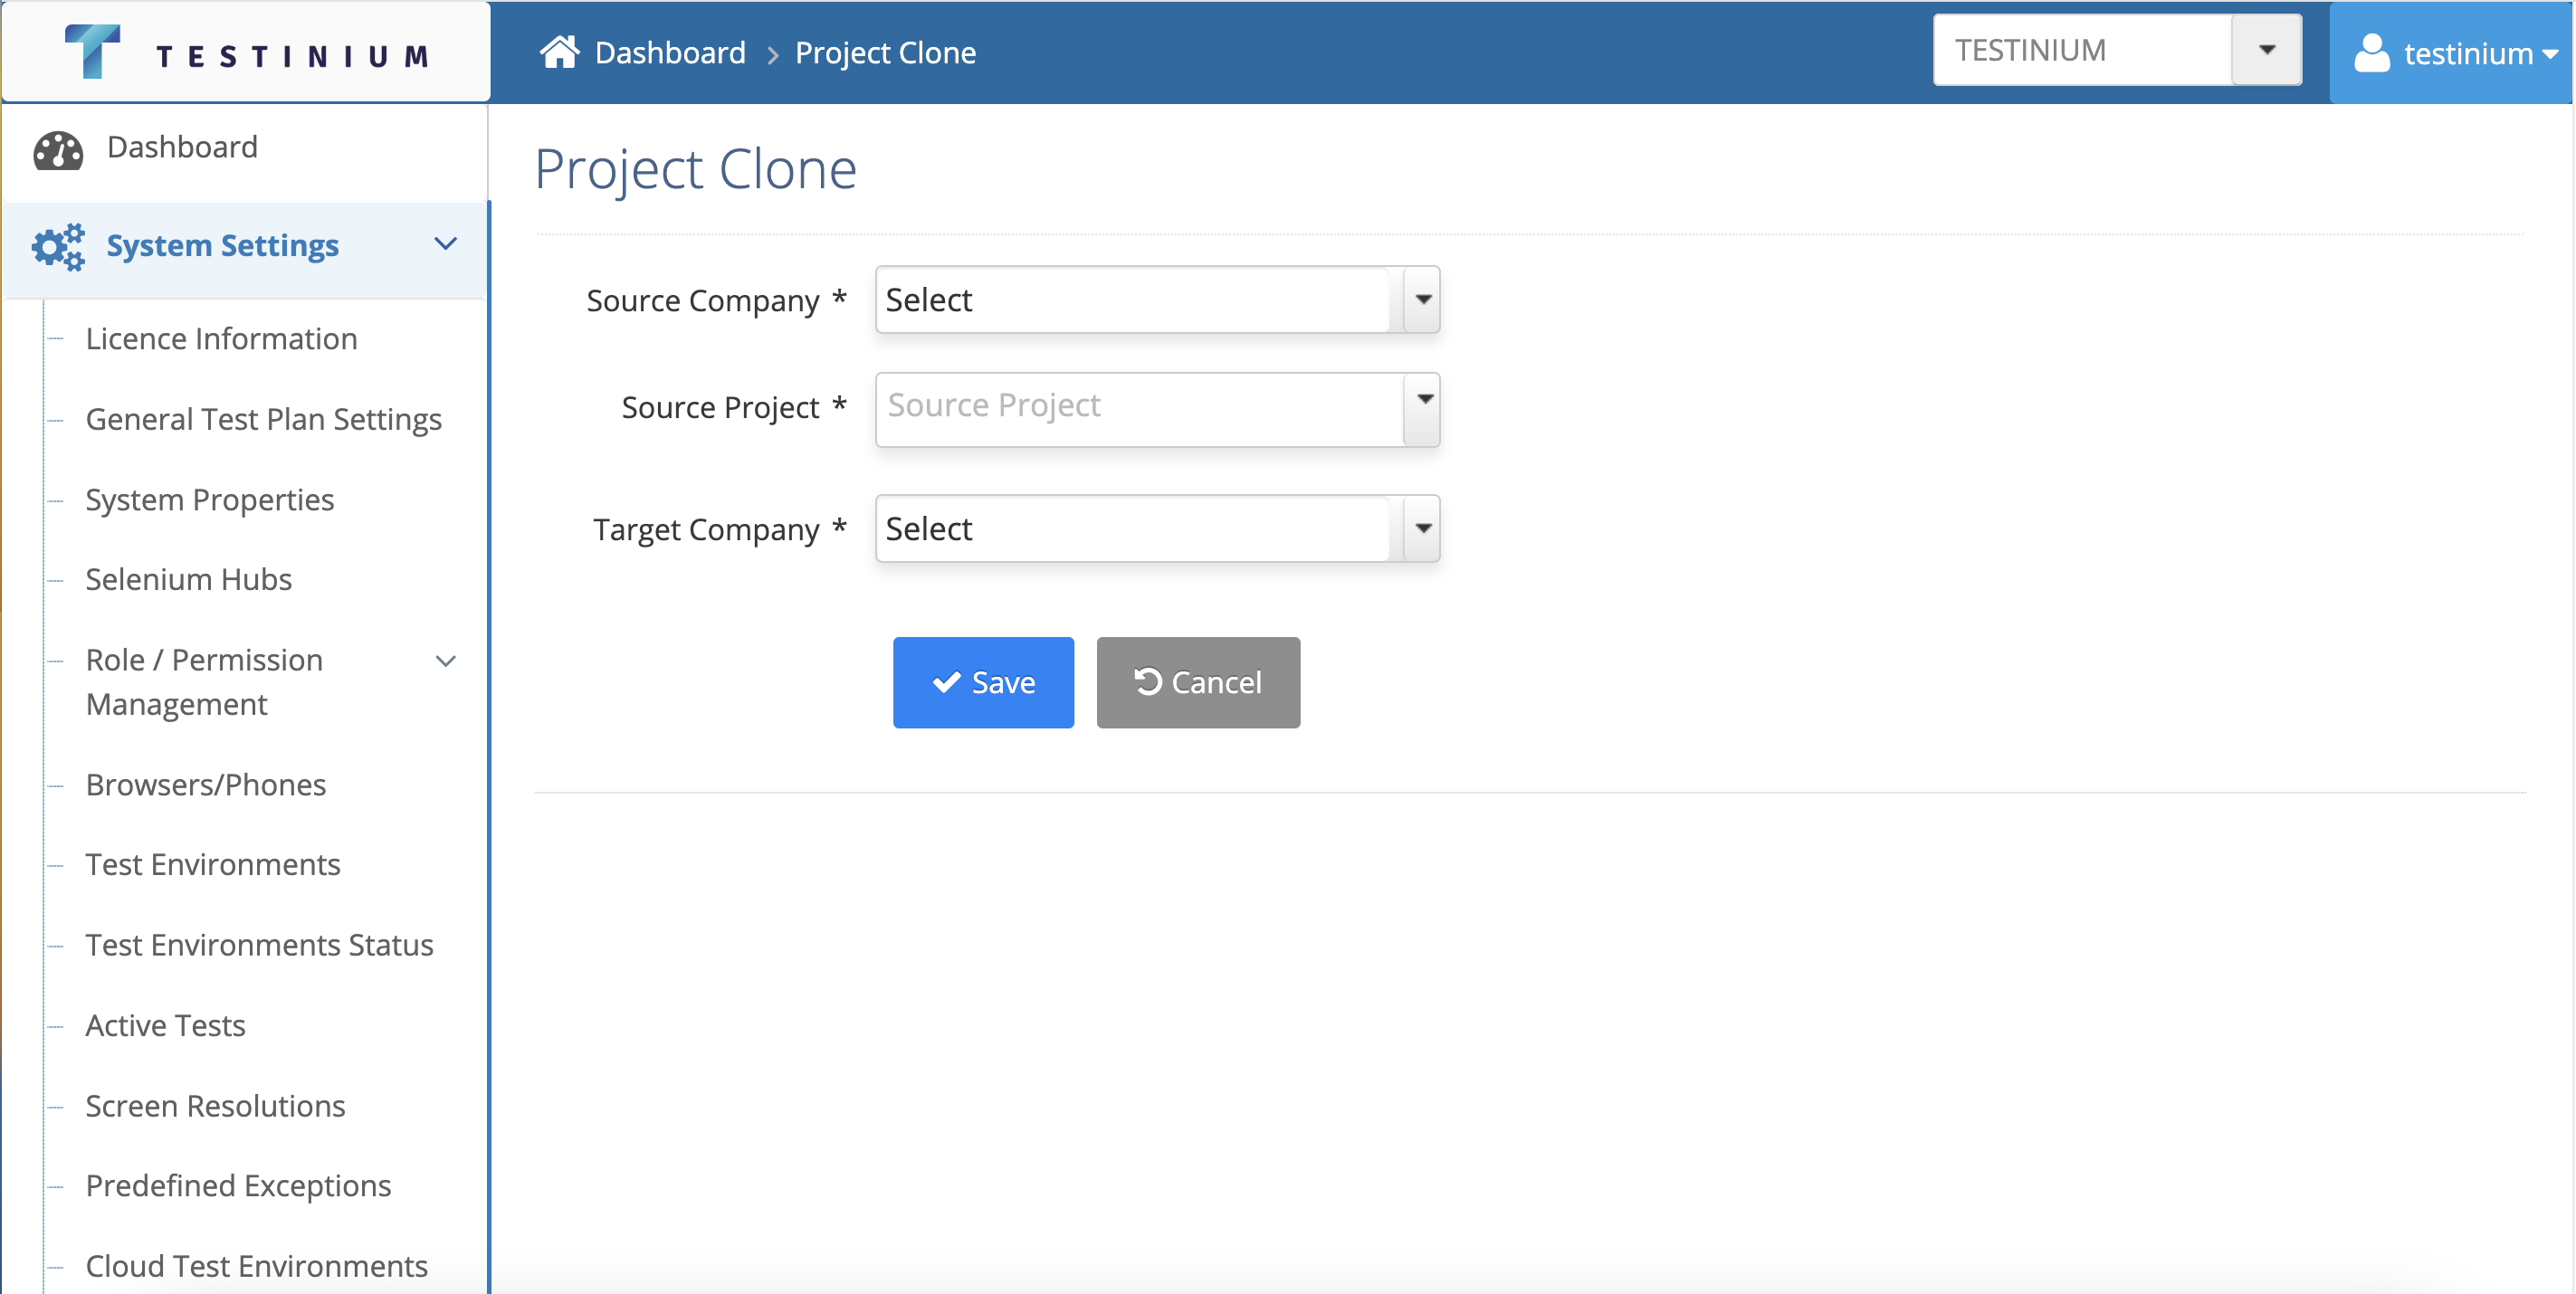 TESTINIUM
Dashboard > Project Clone
TESTINIUM
testinium
Dashboard
System Settings
Licence Information
General Test Plan Settings
System Properties
Selenium Hubs
Role / Permission
Management
Browsers/Phones
Test Environments
Test Environments Status
Active Tests
Screen Resolutions
Predefined Exceptions
Cloud Test Environments
Project Clone
Source Company * Select
Source Project * Source Project
Target Company * Select
Save Cancel